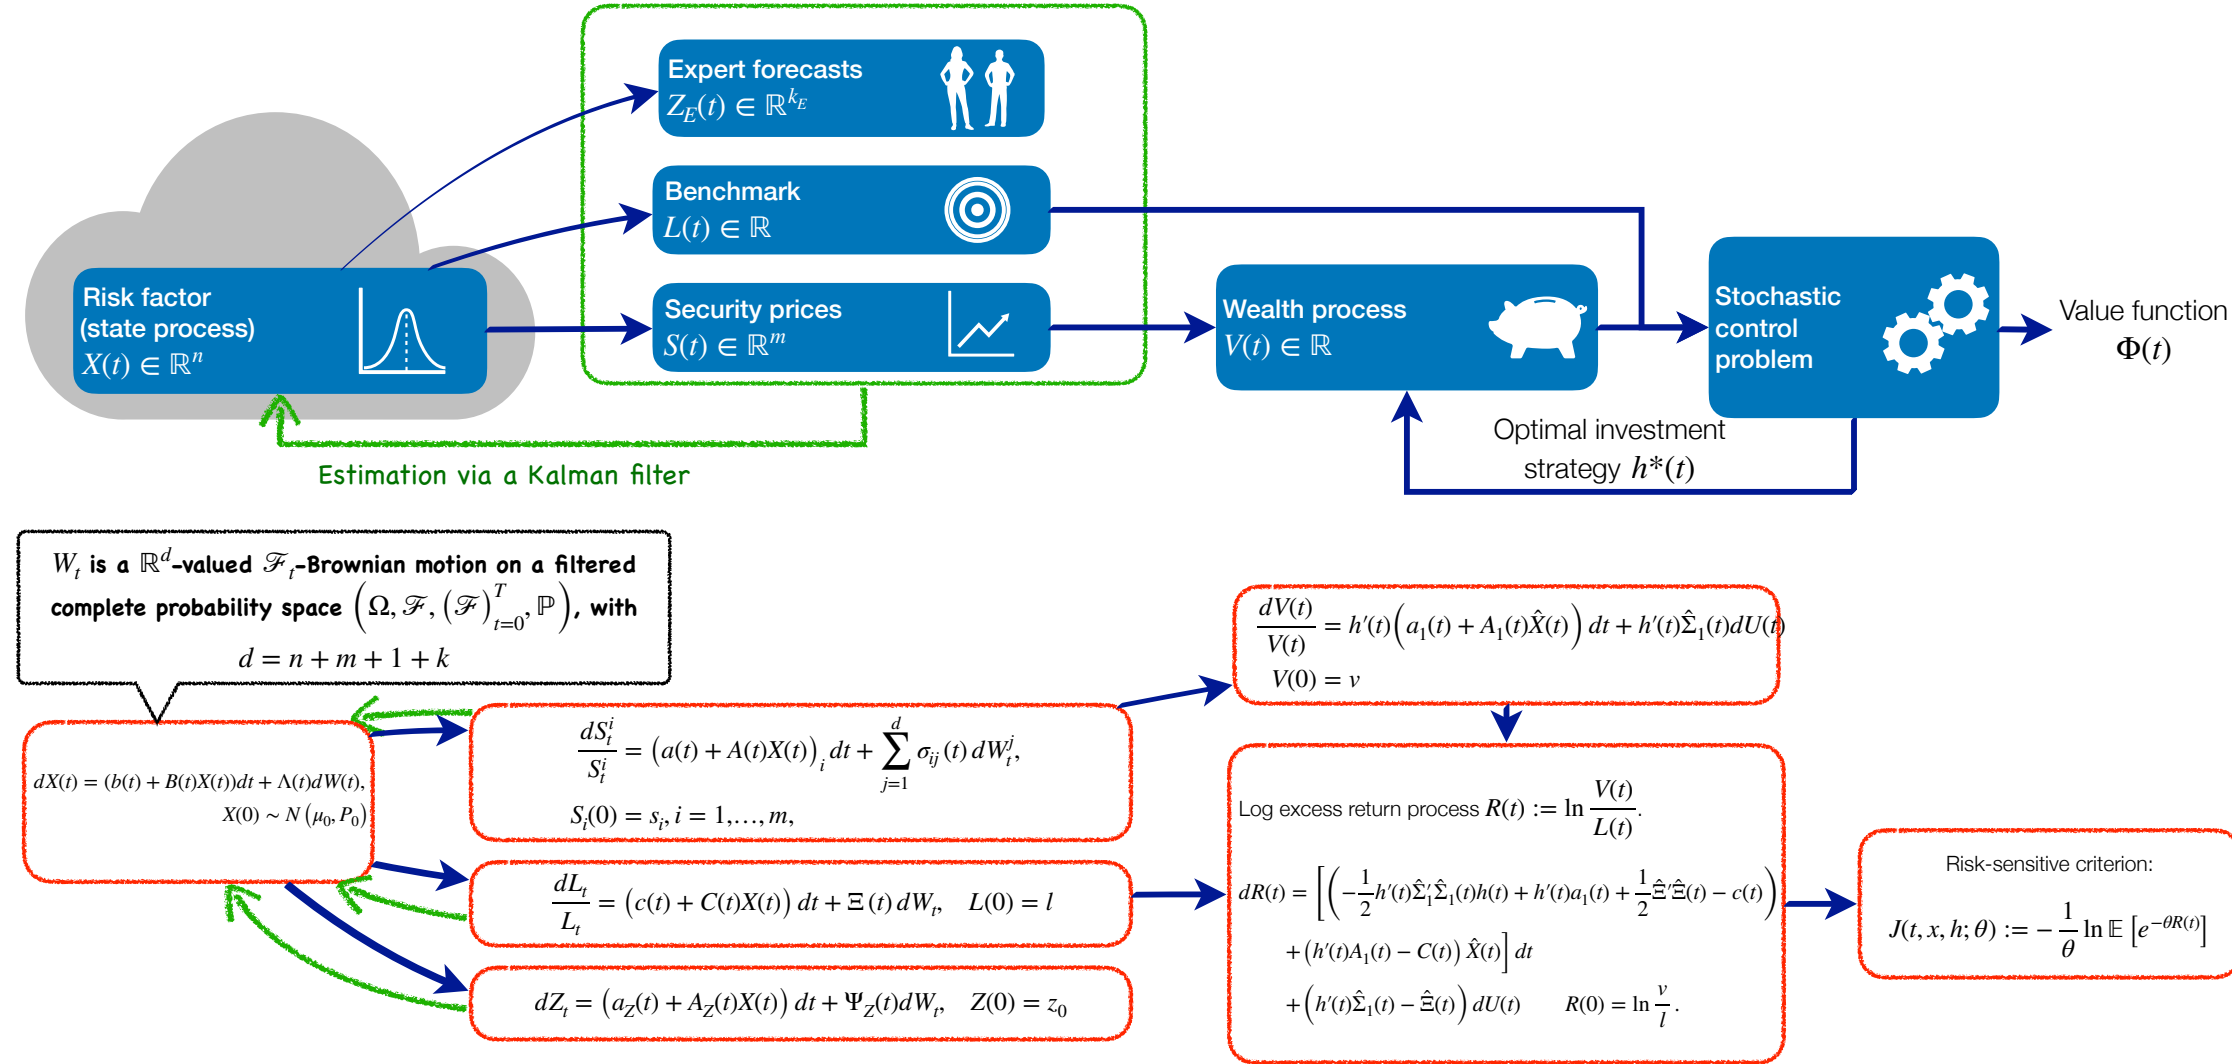 Expert forecasts
Z_E(t) ∈ ℝ^{k_E}
Benchmark
L(t) ∈ ℝ
Risk factor
(state process)
X(t) ∈ ℝ^n
Security prices
S(t) ∈ ℝ^m
Wealth process
V(t) ∈ ℝ
Stochastic
control
problem
Value function
Φ(t)
Optimal investment
strategy h*(t)
Estimation via a Kalman filter
W_t is a ℝ^d-valued ℱ_t-Brownian motion on a filtered
complete probability space (Ω, ℱ, (ℱ)_{t=0}^T, ℙ), with
d = n + m + 1 + k
dX(t) = (b(t) + B(t)X(t))dt + Λ(t)dW(t),
X(0) ∼ N(μ_0, P_0)
dS_t^i / S_t^i = (a(t) + A(t)X(t))_i dt + ∑_{j=1}^d σ_{ij}(t) dW_t^j,
S_i(0) = s_i, i = 1,…, m,
dL_t / L_t = (c(t) + C(t)X(t)) dt + Ξ(t) dW_t, L(0) = l
dZ_t = (a_Z(t) + A_Z(t)X(t)) dt + Ψ_Z(t)dW_t, Z(0) = z_0
dV(t) / V(t) = h′(t)(a_1(t) + A_1(t)X̂(t)) dt + h′(t)Σ̂_1(t)dU(t)
V(0) = v
Log excess return process R(t) := ln V(t)/L(t).
dR(t) = [(−1/2 h′(t)Σ̂_1′Σ̂_1(t)h(t) + h′(t)a_1(t) + 1/2 Ξ̂′Ξ̂(t) − c(t))
+ (h′(t)A_1(t) − C(t)) X̂(t)] dt
+ (h′(t)Σ̂_1(t) − Ξ̂(t)) dU(t) R(0) = ln v/l.
Risk-sensitive criterion:
J(t, x, h; θ) := − 1/θ ln 𝔼 [e^{−θR(t)}]